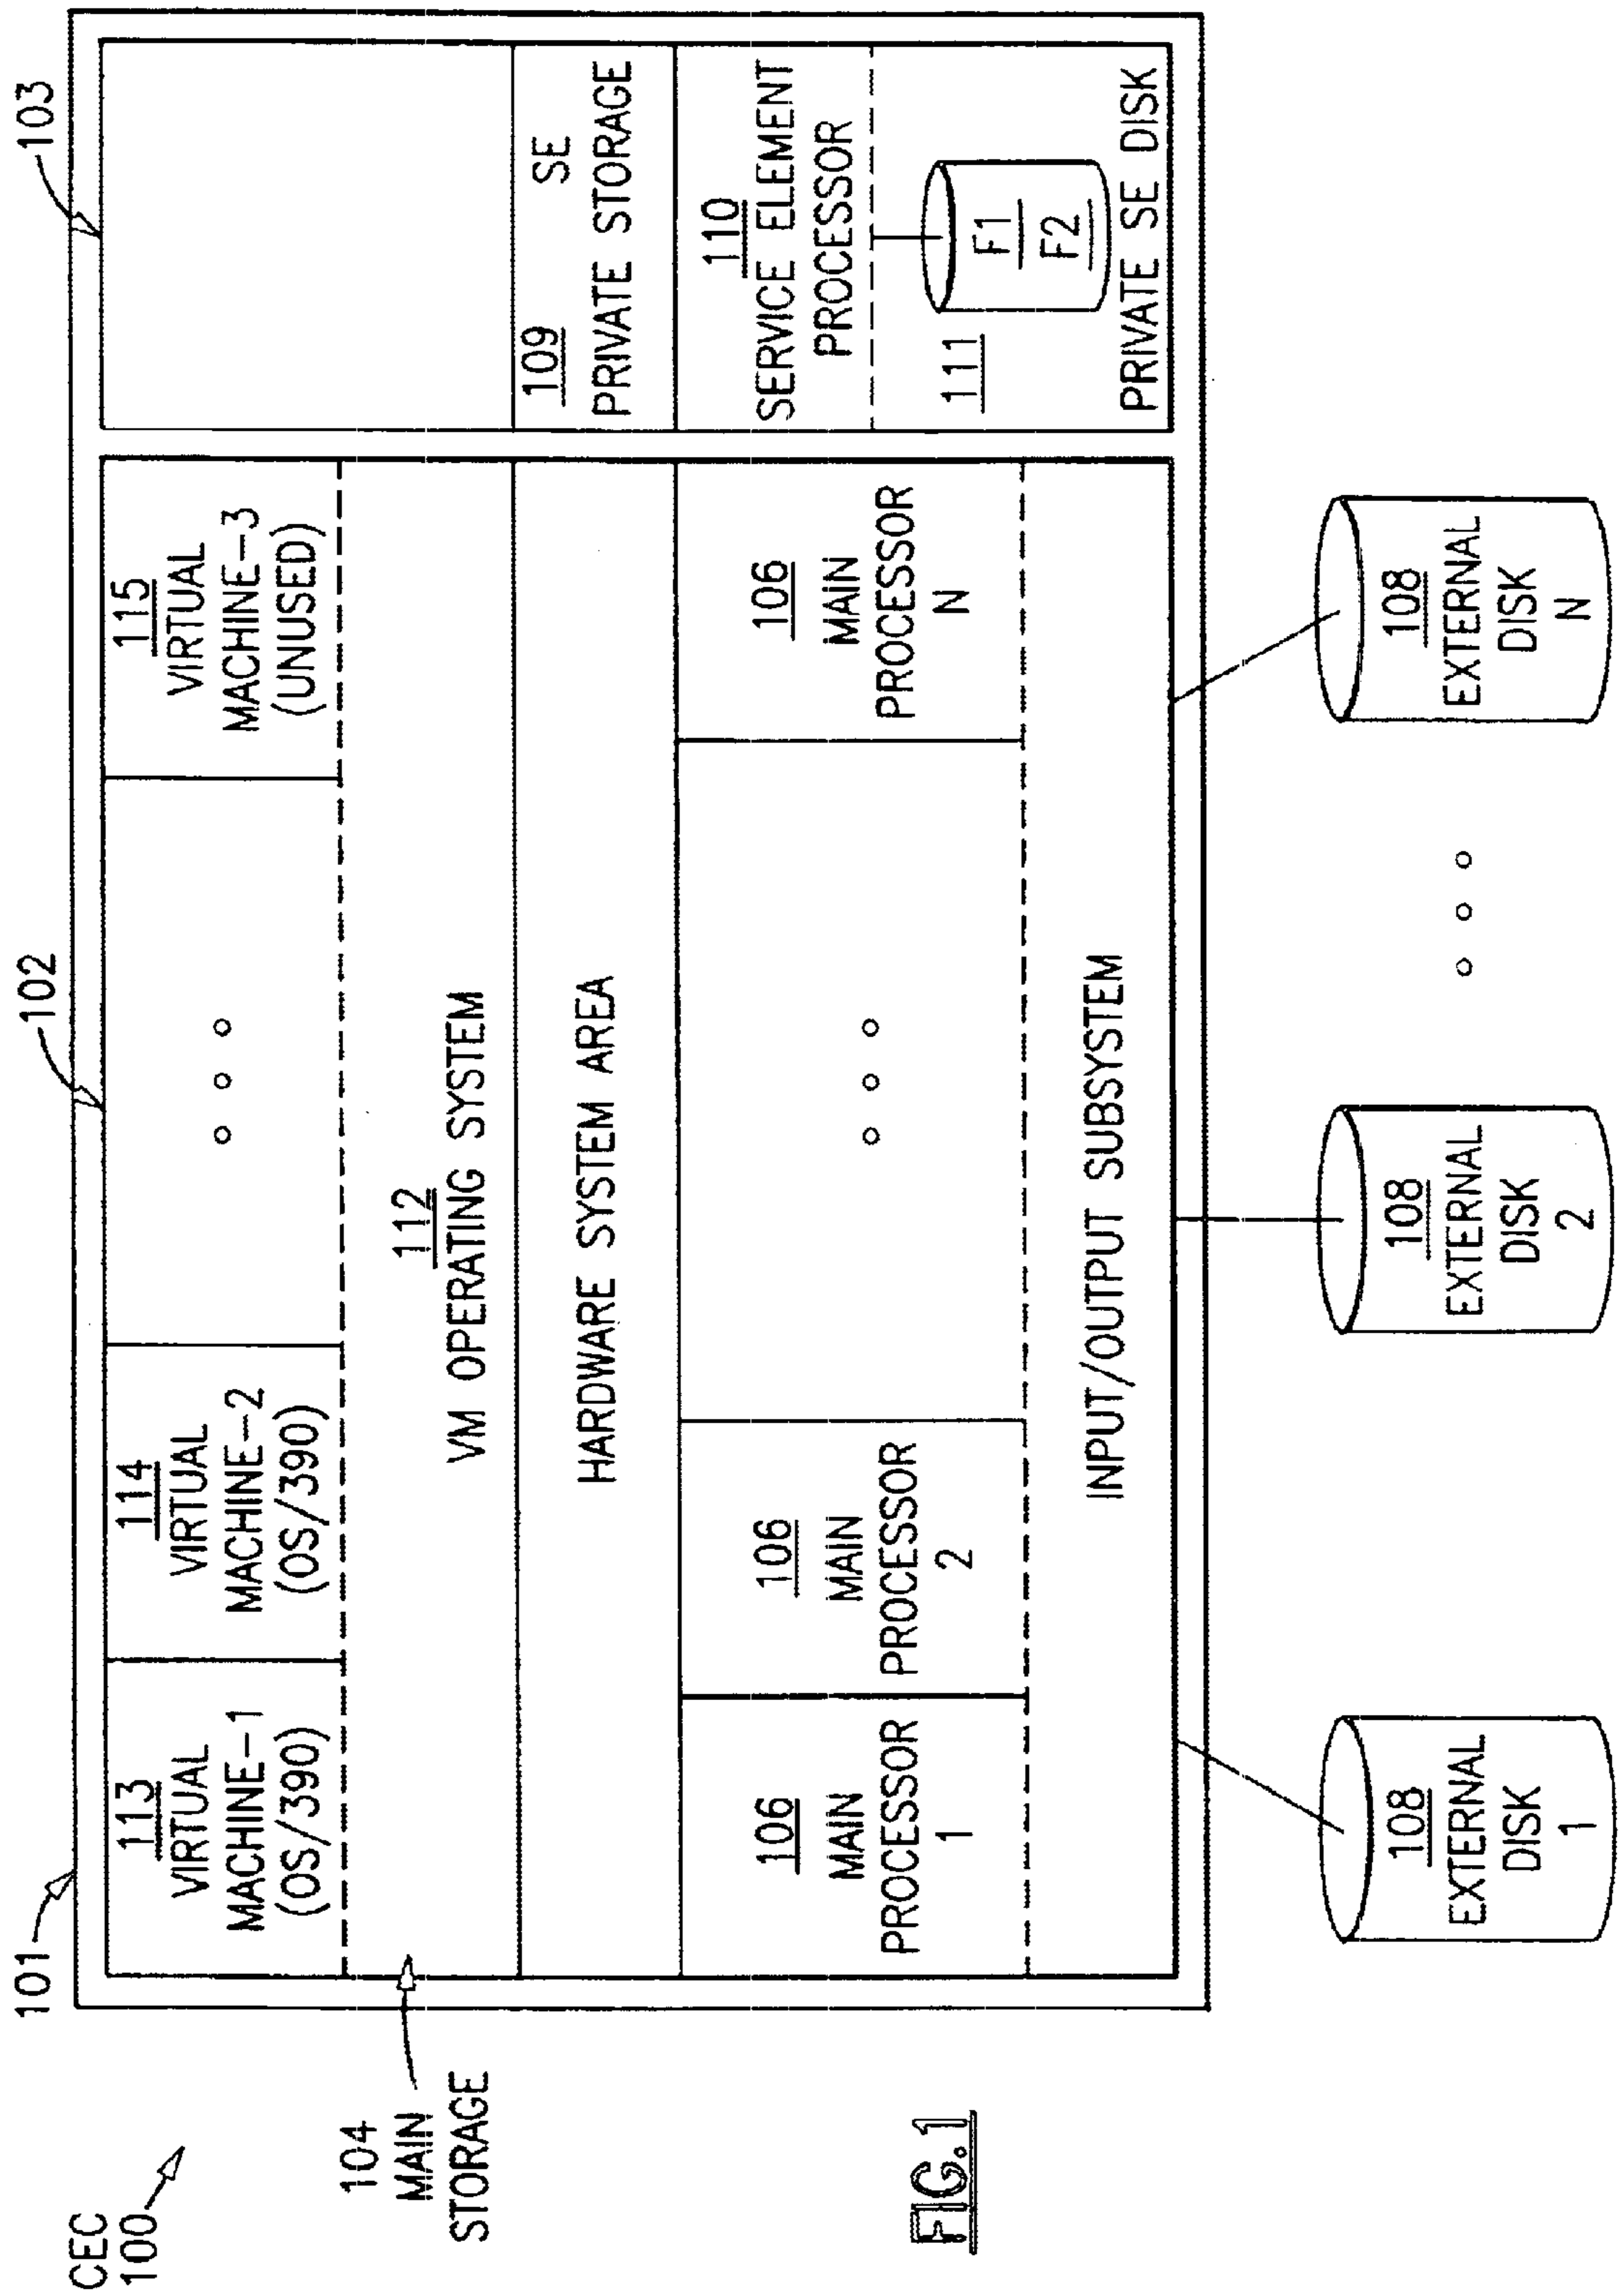 CEC
100
101
102
103
113
VIRTUAL
MACHINE-1
(OS/390)
114
VIRTUAL
MACHINE-2
(OS/390)
115
VIRTUAL
MACHINE-3
(UNUSED)
104
MAIN
STORAGE
112
VM OPERATING SYSTEM
HARDWARE SYSTEM AREA
106
MAIN
PROCESSOR
1
106
MAIN
PROCESSOR
2
106
MAIN
PROCESSOR
N
INPUT/OUTPUT SUBSYSTEM
109
SE
PRIVATE STORAGE
110
SERVICE ELEMENT
PROCESSOR
111
F1
F2
PRIVATE SE DISK
108
EXTERNAL
DISK
1
108
EXTERNAL
DISK
2
108
EXTERNAL
DISK
N
FIG.1